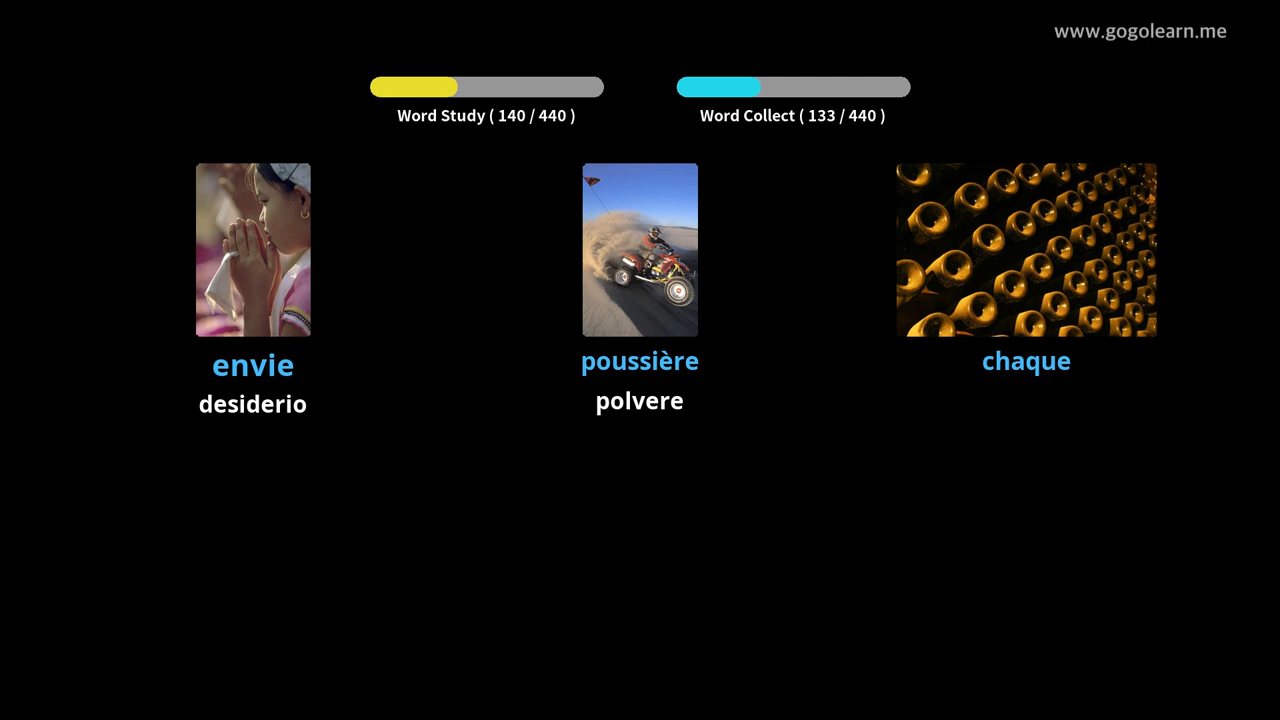 www.gogolearn.me
Word Study ( 140 / 440 )
Word Collect ( 133 / 440 )
envie
desiderio
poussière
polvere
chaque